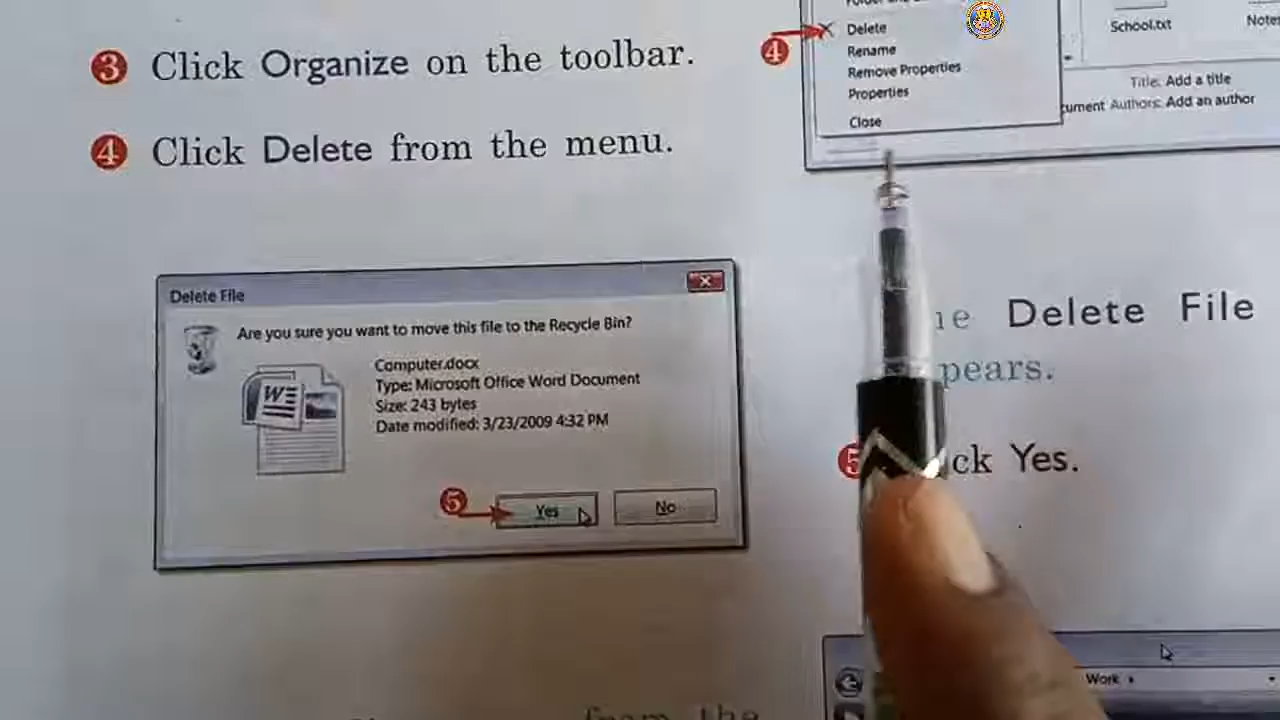 3 Click Organize on the toolbar.
4 Click Delete from the menu.
4
Delete
Rename
Remove Properties
Properties
Close
School.txt
Title: Add a title
Authors: Add an author
Delete File
Are you sure you want to move this file to the Recycle Bin?
Computer.docx
Type: Microsoft Office Word Document
Size: 243 bytes
Date modified: 3/23/2009 4:32 PM
5
Yes
No
Delete File
pears.
5 ck Yes.
Work
from the